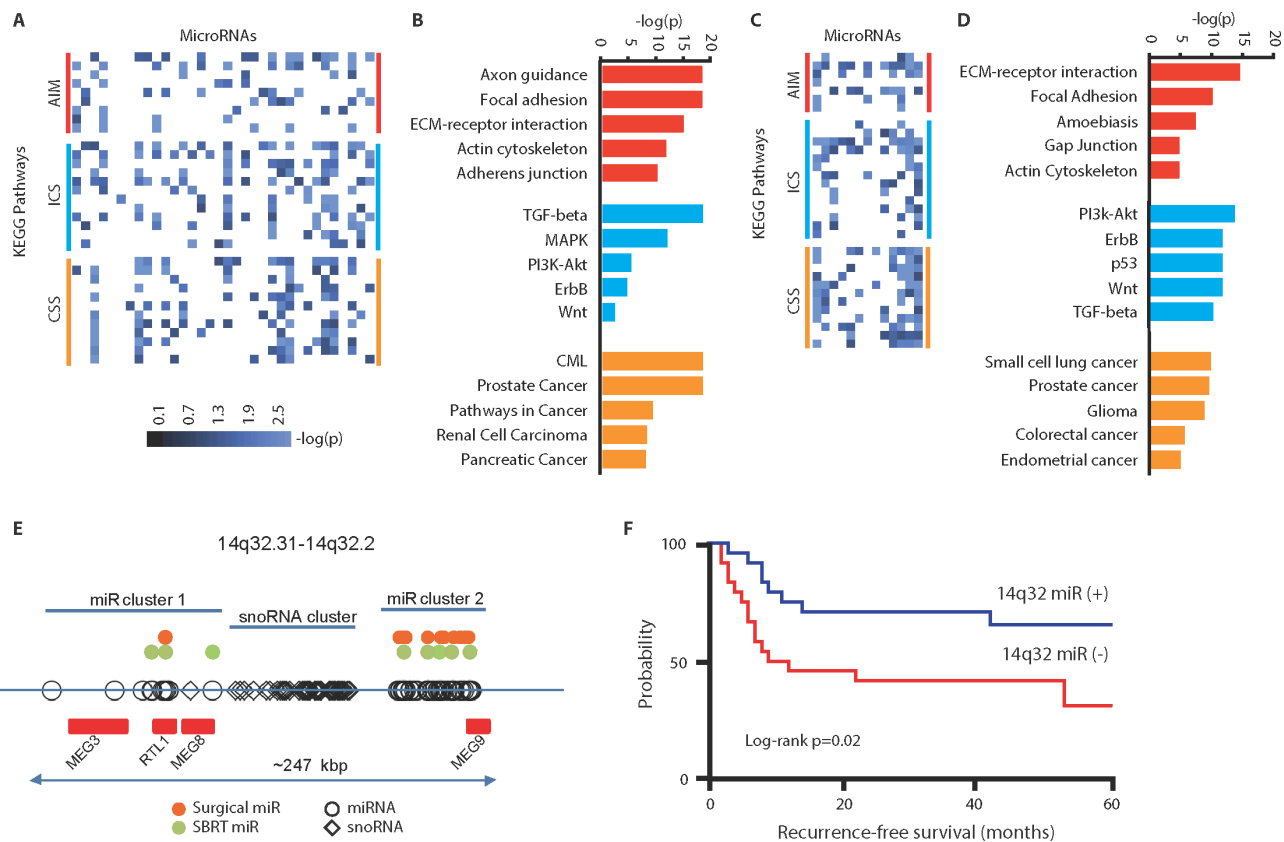 A
MicroRNAs
KEGG Pathways
AIM
ICS
CSS
0.1 0.7 1.3 1.9 2.5
-log(p)
B
-log(p)
0 5 10 15 20
Axon guidance
Focal adhesion
ECM-receptor interaction
Actin cytoskeleton
Adherens junction
TGF-beta
MAPK
PI3K-Akt
ErbB
Wnt
CML
Prostate Cancer
Pathways in Cancer
Renal Cell Carcinoma
Pancreatic Cancer
C
MicroRNAs
KEGG Pathways
AIM
ICS
CSS
D
-log(p)
0 5 10 15 20
ECM-receptor interaction
Focal Adhesion
Amoebiasis
Gap Junction
Actin Cytoskeleton
PI3k-Akt
ErbB
p53
Wnt
TGF-beta
Small cell lung cancer
Prostate cancer
Glioma
Colorectal cancer
Endometrial cancer
E
14q32.31-14q32.2
miR cluster 1
snoRNA cluster
miR cluster 2
MEG3
RTL1
MEG8
MEG9
~247 kbp
Surgical miR
miRNA
SBRT miR
snoRNA
F
100
50
0
Probability
14q32 miR (+)
14q32 miR (-)
Log-rank p=0.02
0 20 40 60
Recurrence-free survival (months)